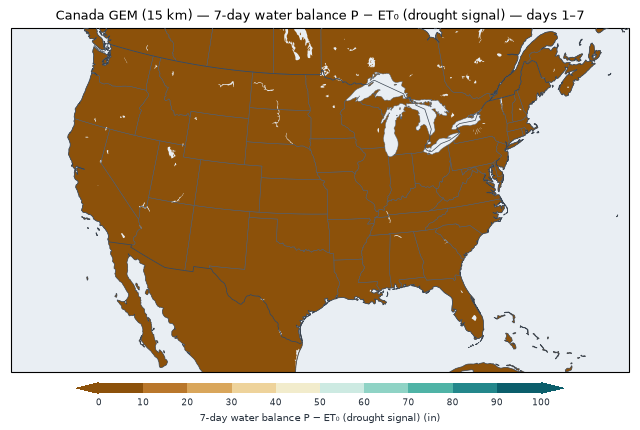 Canada GEM (15 km) — 7-day water balance P − ET₀ (drought signal) — days 1–7
0 10 20 30 40 50 60 70 80 90 100
7-day water balance P − ET₀ (drought signal) (in)